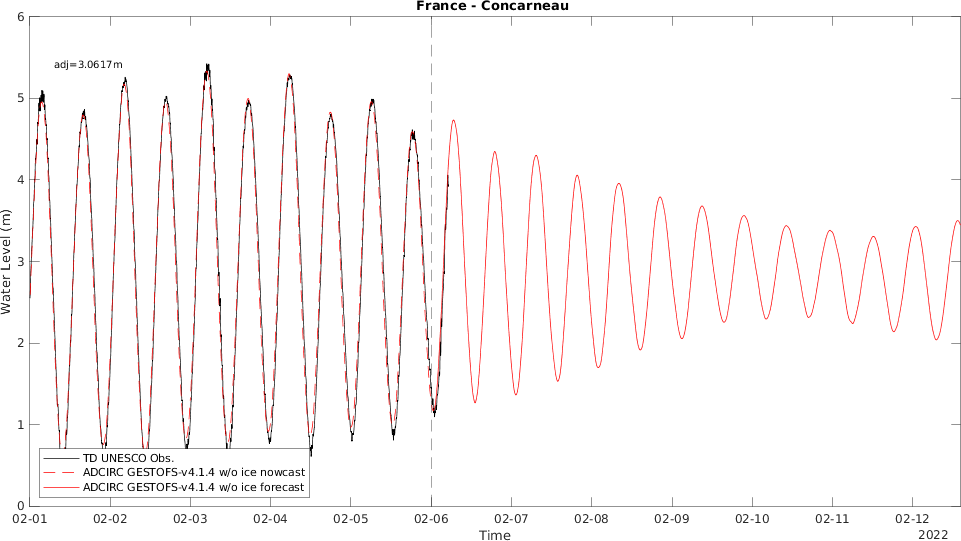 France - Concarneau
adj=3.0617m
Water Level (m)
6
5
4
3
2
1
0
TD UNESCO Obs.
ADCIRC GESTOFS-v4.1.4 w/o ice nowcast
ADCIRC GESTOFS-v4.1.4 w/o ice forecast
02-01 02-02 02-03 02-04 02-05 02-06 02-07 02-08 02-09 02-10 02-11 02-12
Time
2022